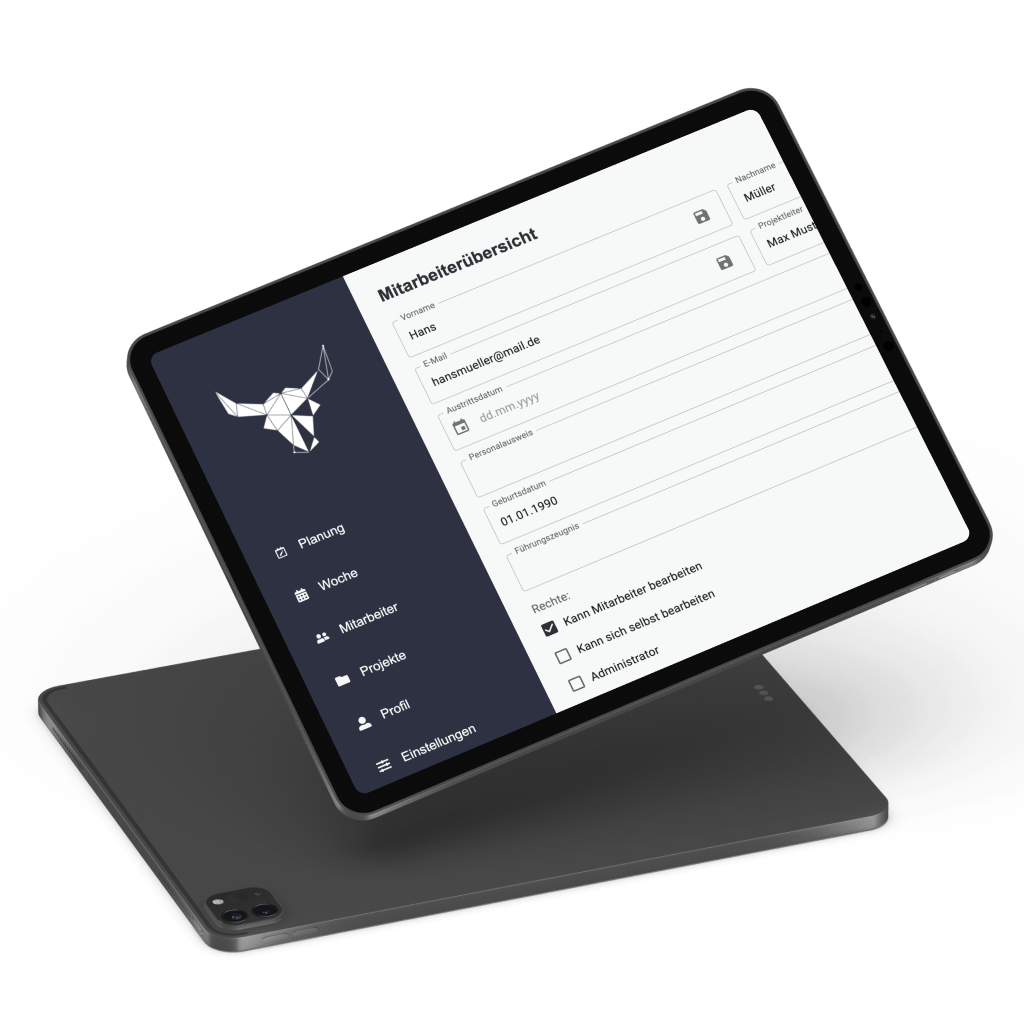 Planung
Woche
Mitarbeiter
Projekte
Profil
Einstellungen
Mitarbeiterübersicht
Vorname
Hans
Nachname
Müller
E-Mail
hansmueller@mail.de
Projektleiter
Max Must
Austrittsdatum
dd.mm.yyyy
Personalausweis
Geburtsdatum
01.01.1990
Führungszeugnis
Rechte:
Kann Mitarbeiter bearbeiten
Kann sich selbst bearbeiten
Administrator